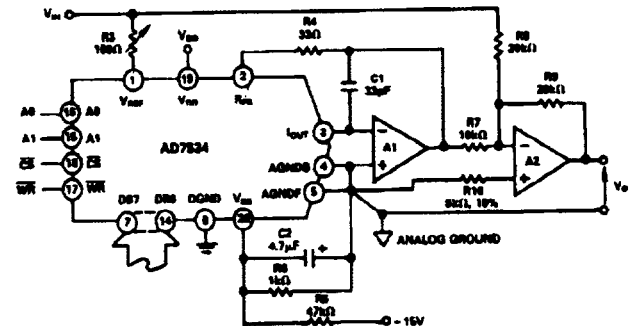 VIN
R3
100Ω
VDD
R4
33Ω
C1
33pF
R8
20kΩ
R9
20kΩ
1
19
2
VREF
VDD
RFB
A0
15
A0
A1
16
A1
CS
18
CS
WR
17
WR
AD7534
IOUT
3
AGNDS
4
AGNDF
5
A1
R7
10kΩ
A2
R10
5kΩ, 10%
VO
DB7
DB0
DGND
VSS
7
14
6
20
ANALOG GROUND
C2
4.7μF
R6
1kΩ
R5
47kΩ
- 15V